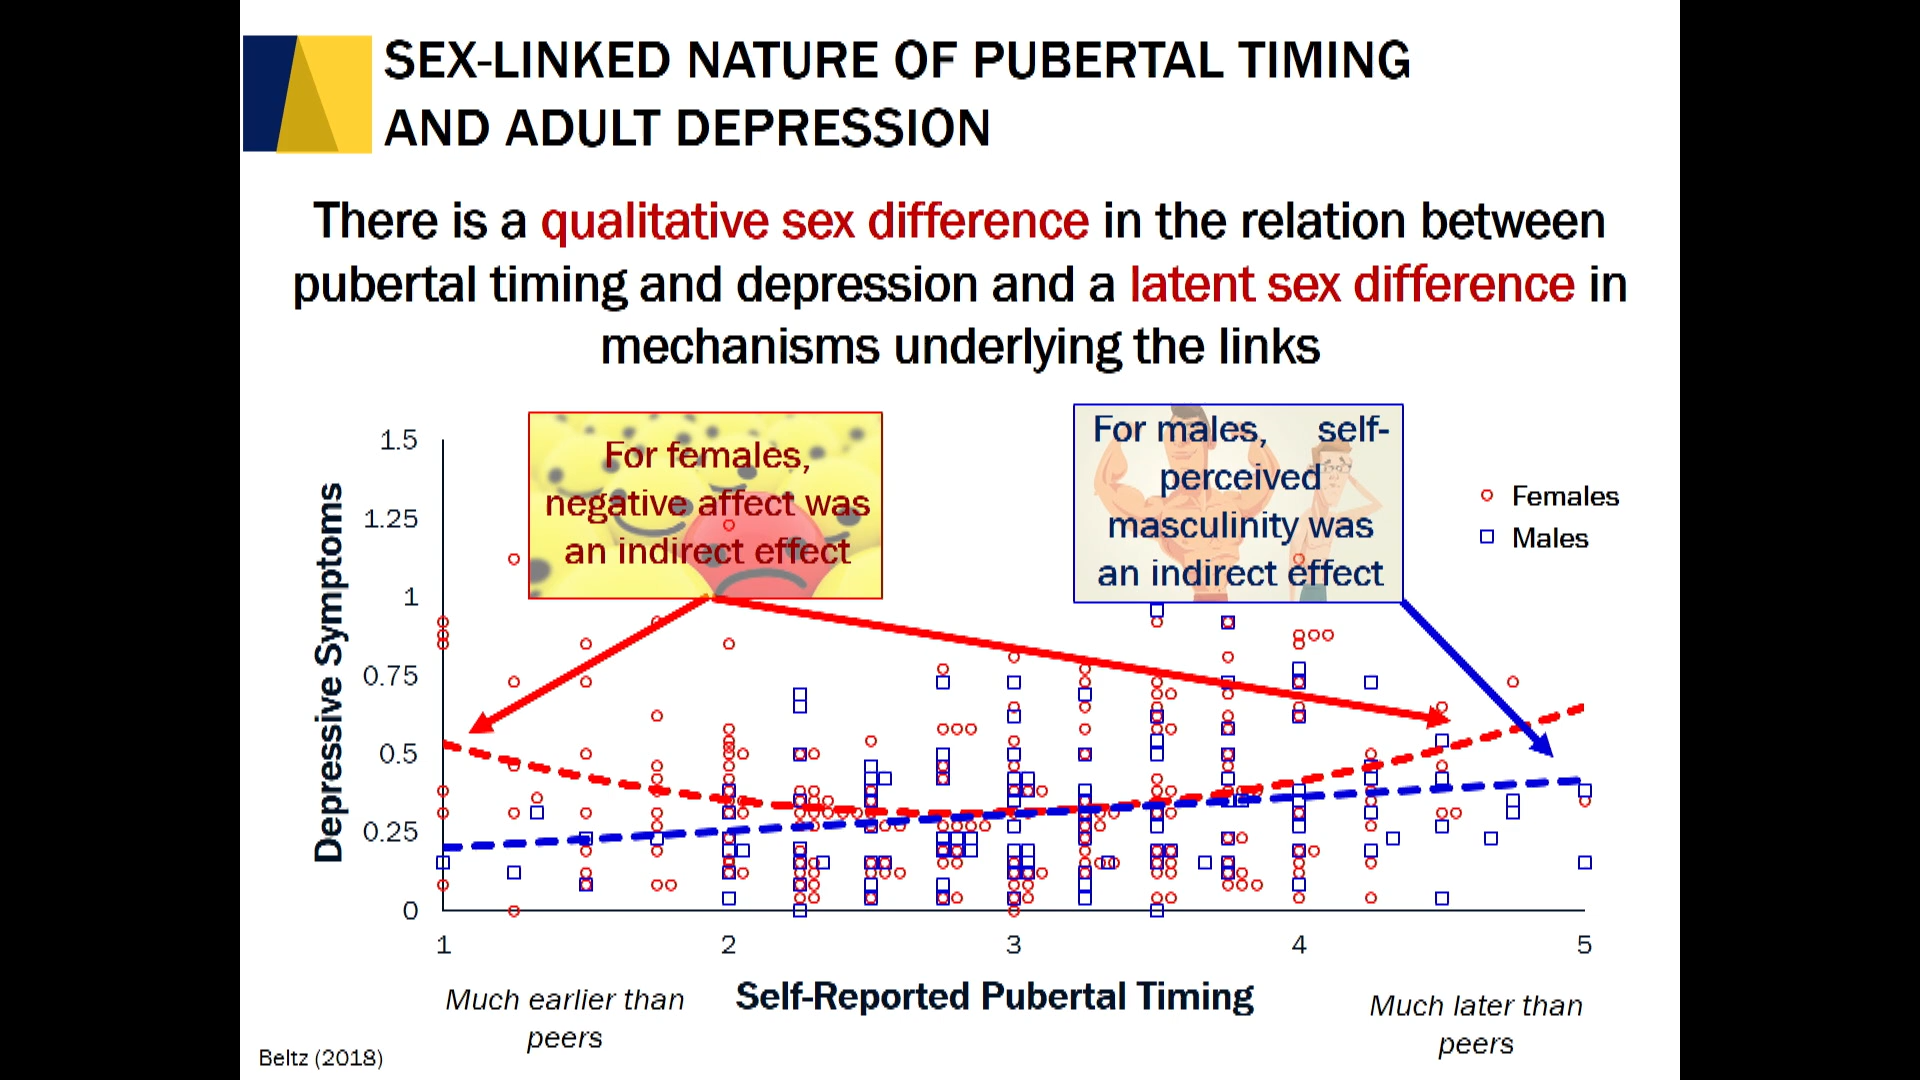 SEX-LINKED NATURE OF PUBERTAL TIMING
AND ADULT DEPRESSION
There is a qualitative sex difference in the relation between
pubertal timing and depression and a latent sex difference in
mechanisms underlying the links
For females,
negative affect was
an indirect effect
For males, self-
perceived
masculinity was
an indirect effect
Females
Males
Depressive Symptoms
1.5
1.25
1
0.75
0.5
0.25
0
1 2 3 4 5
Self-Reported Pubertal Timing
Much earlier than
peers
Much later than
peers
Beltz (2018)